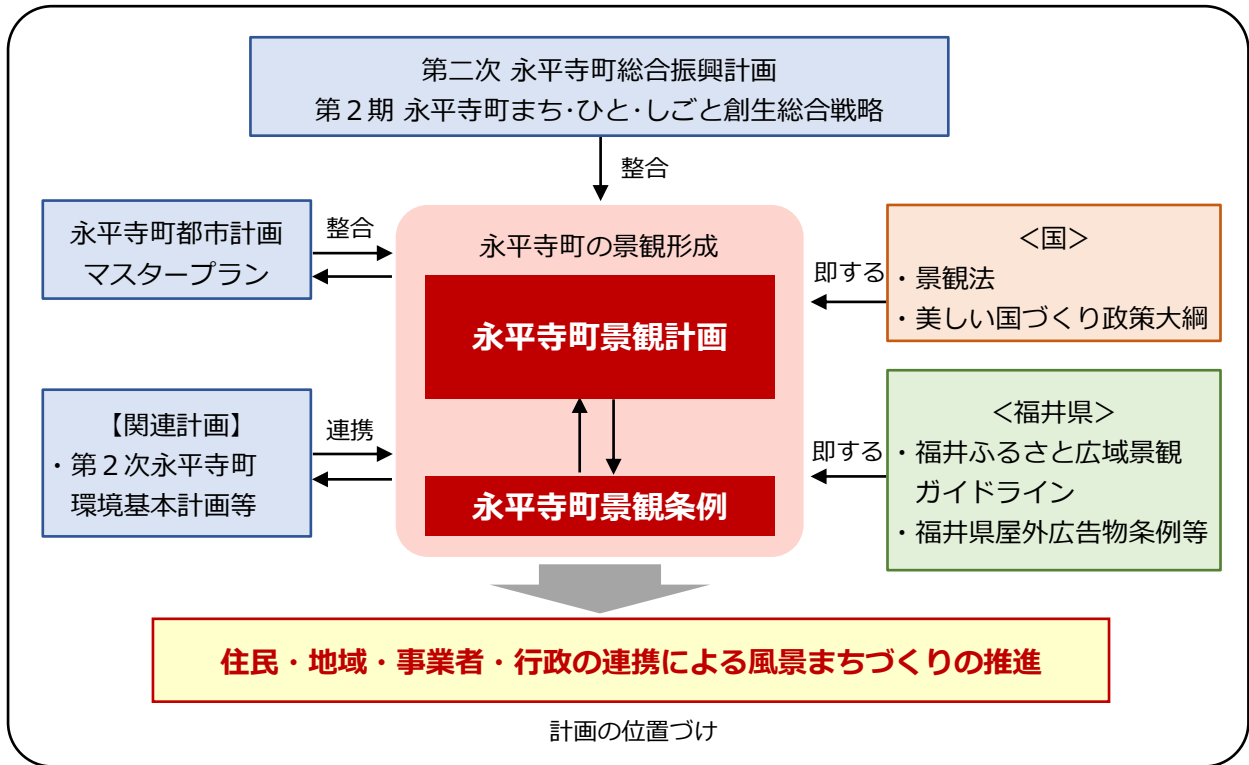 第二次 永平寺町総合振興計画
第２期 永平寺町まち･ひと･しごと創生総合戦略
整合
永平寺町都市計画
マスタープラン
整合
永平寺町の景観形成
永平寺町景観計画
永平寺町景観条例
【関連計画】
・第２次永平寺町
環境基本計画等
連携
即する
＜国＞
・景観法
・美しい国づくり政策大綱
即する
＜福井県＞
・福井ふるさと広域景観
ガイドライン
・福井県屋外広告物条例等
住民・地域・事業者・行政の連携による風景まちづくりの推進
計画の位置づけ